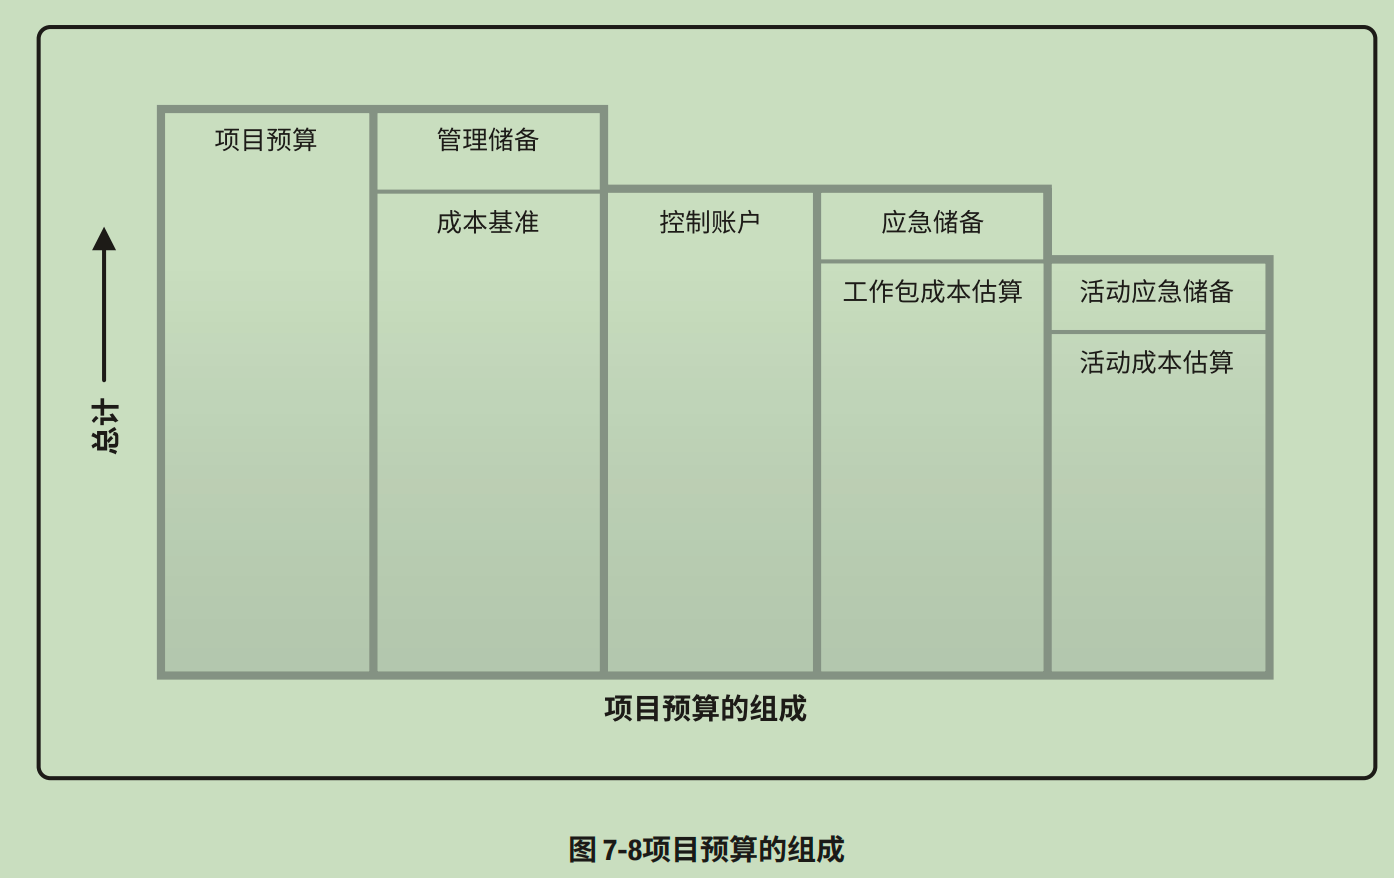 项目预算
管理储备
成本基准
控制账户
应急储备
工作包成本估算
活动应急储备
活动成本估算
总计
项目预算的组成
图 7-8项目预算的组成